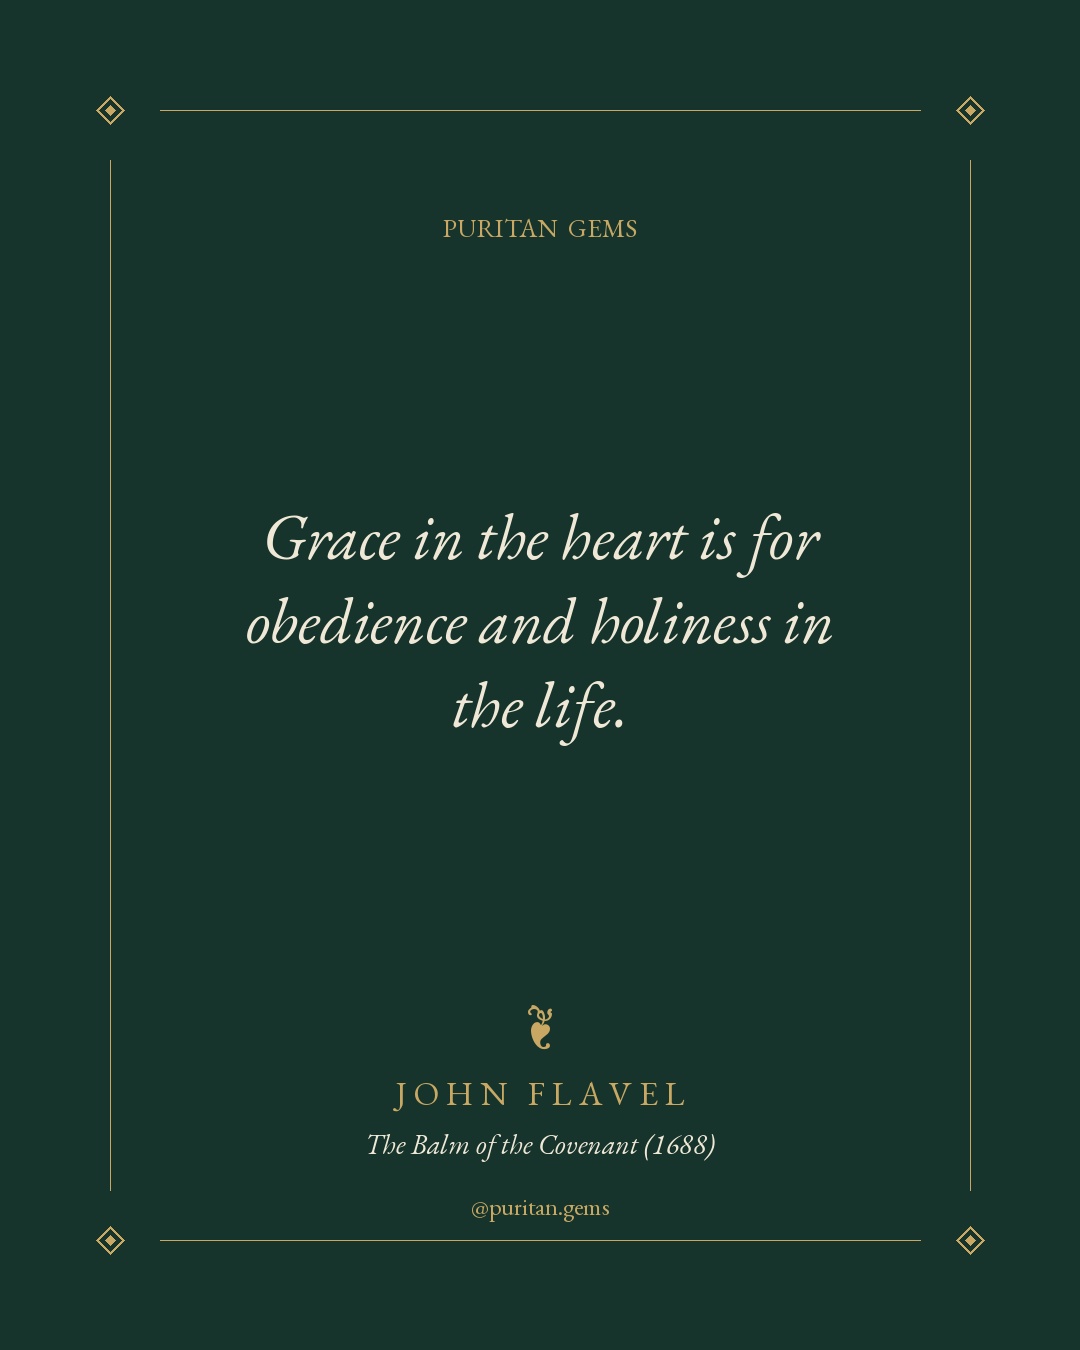 PURITAN GEMS
Grace in the heart is for
obedience and holiness in
the life.
JOHN FLAVEL
The Balm of the Covenant (1688)
@puritan.gems